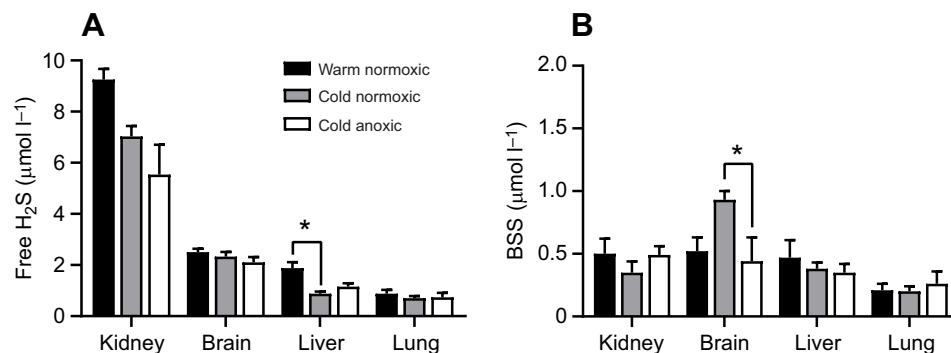 A
Free H₂S (μmol l⁻¹)
10
8
6
4
2
0
Warm normoxic
Cold normoxic
Cold anoxic
*
Kidney Brain Liver Lung
B
BSS (μmol l⁻¹)
2.0
1.5
1.0
0.5
0
*
Kidney Brain Liver Lung